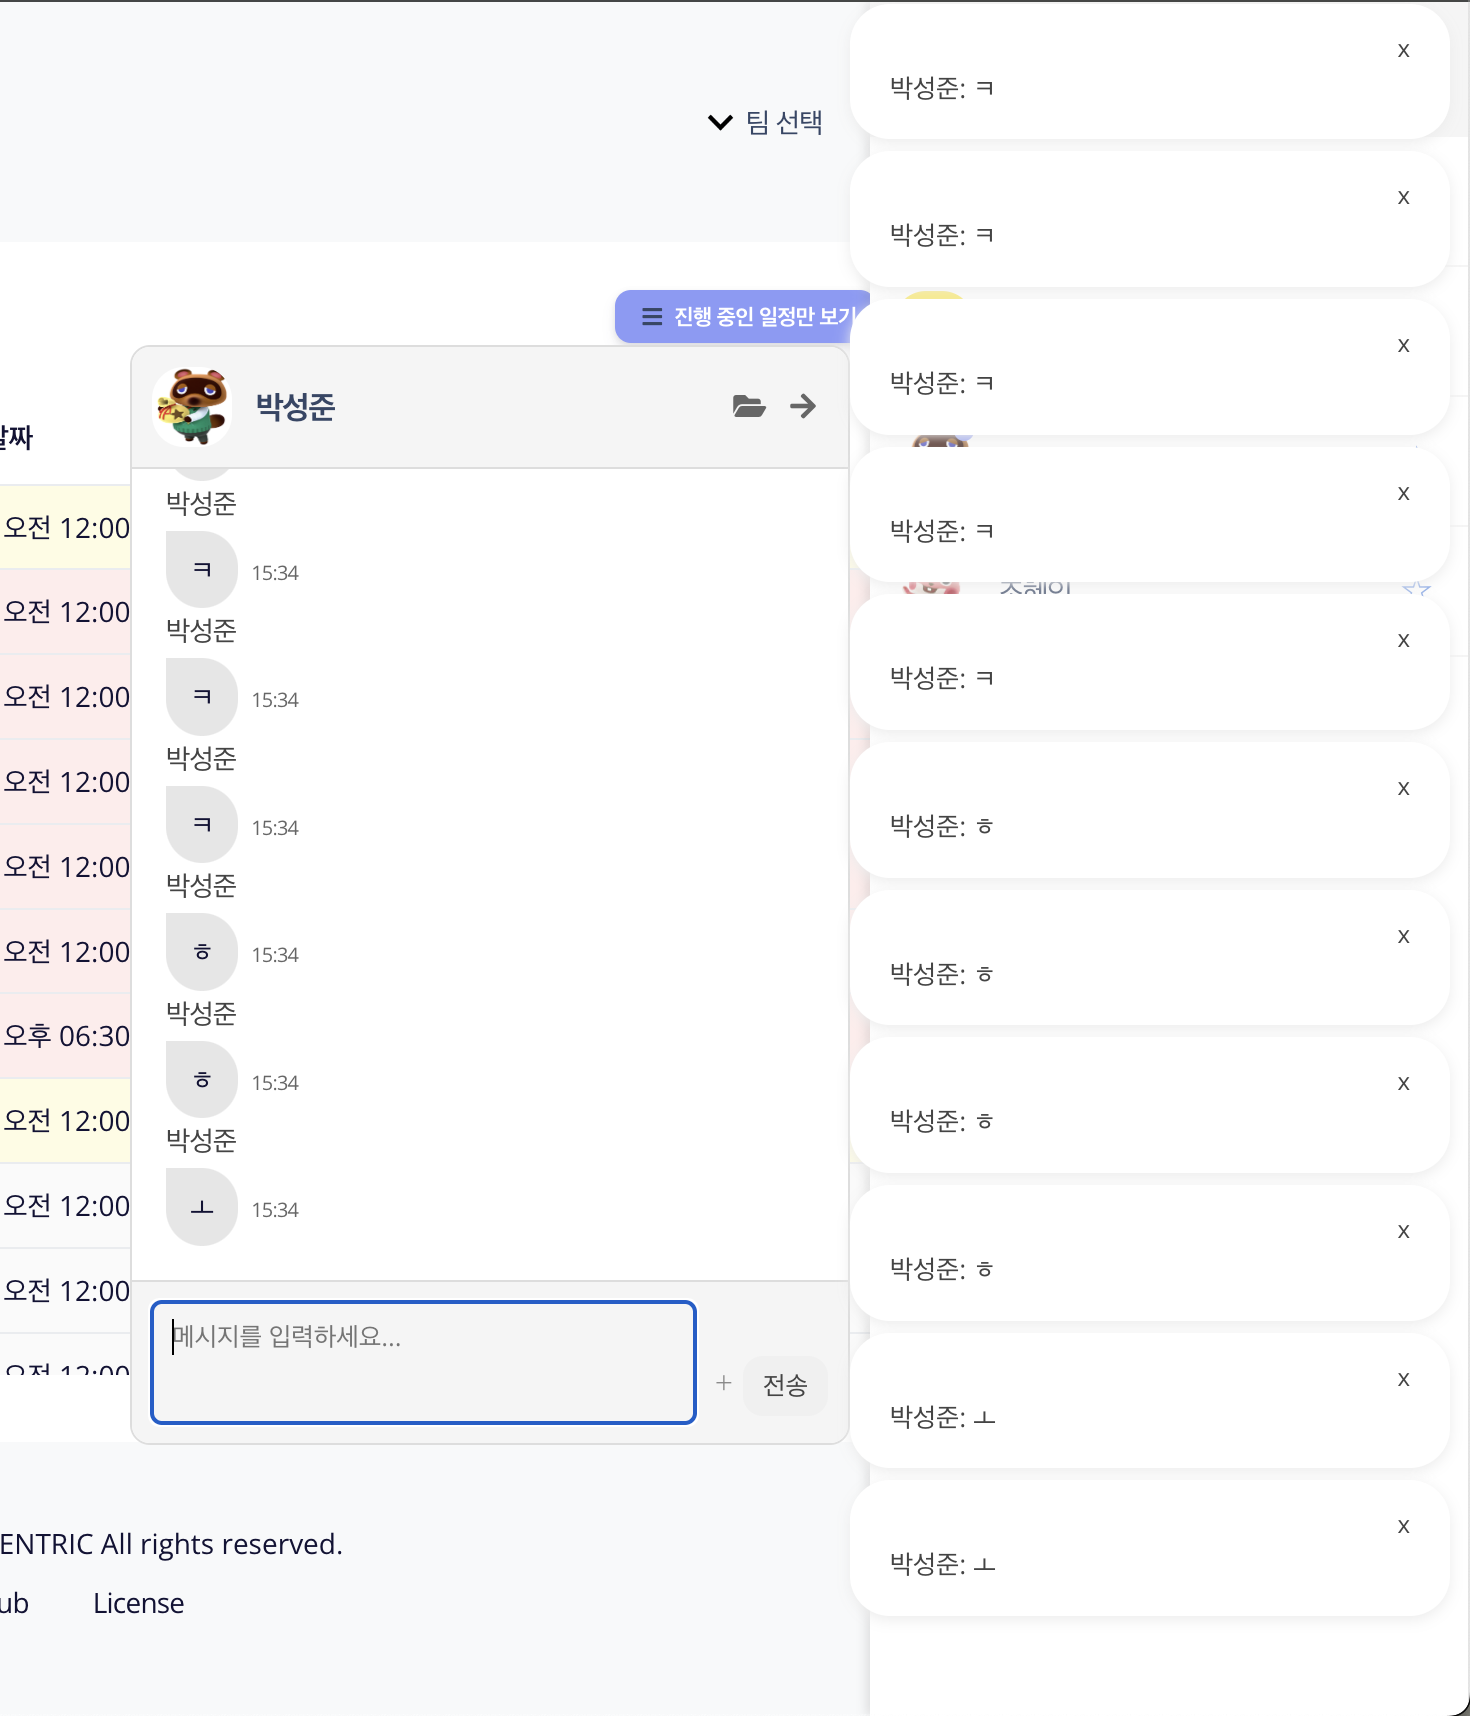 팀 선택
진행 중인 일정만 보기
박성준
오전 12:00
오전 12:00
오전 12:00
오전 12:00
오전 12:00
오전 12:00
오후 06:30
오전 12:00
오전 12:00
오전 12:00
박성준
ㅋ
15:34
박성준
ㅋ
15:34
박성준
ㅋ
15:34
박성준
ㅎ
15:34
박성준
ㅎ
15:34
박성준
ㅗ
15:34
메시지를 입력하세요...
+
전송
ENTRIC All rights reserved.
ub
License
x
박성준: ㅋ
x
박성준: ㅋ
x
박성준: ㅋ
x
박성준: ㅋ
x
박성준: ㅋ
x
박성준: ㅎ
x
박성준: ㅎ
x
박성준: ㅎ
x
박성준: ㅎ
x
박성준: ㅗ
x
박성준: ㅗ